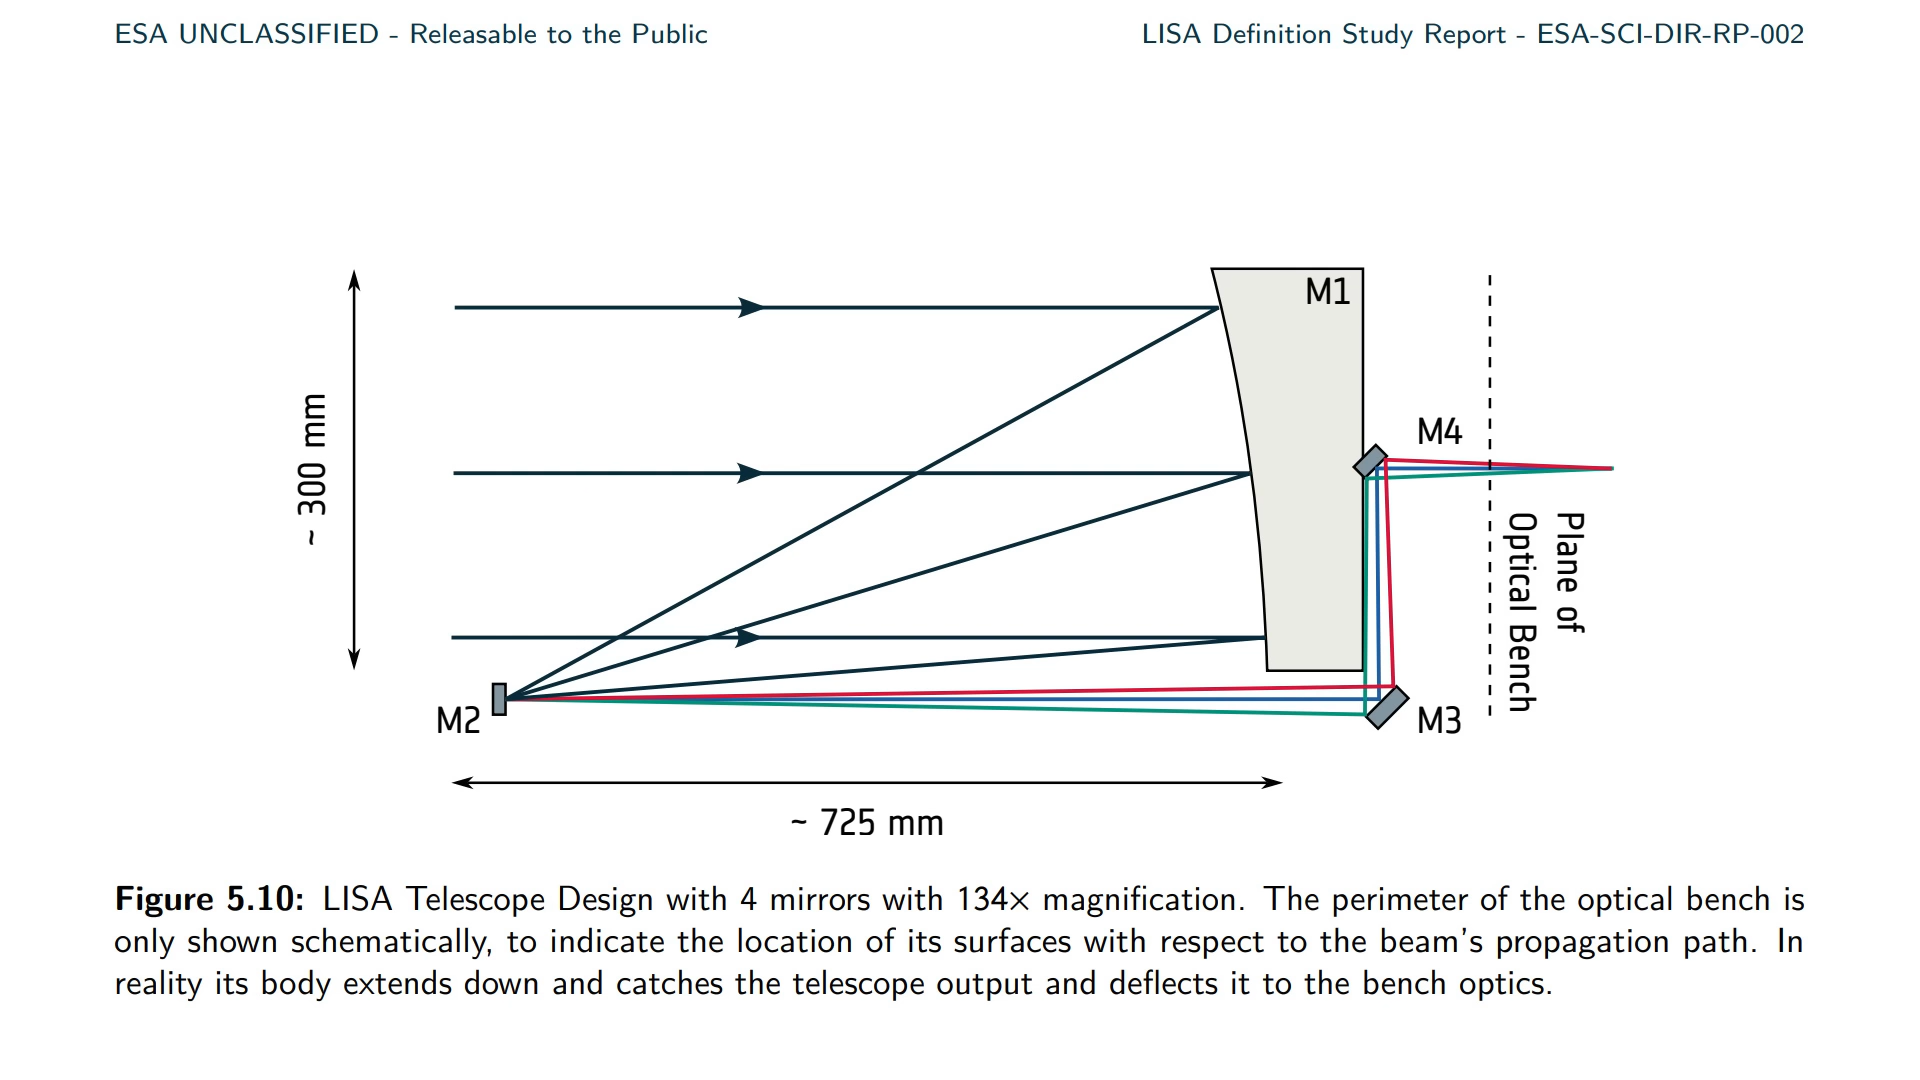 ESA UNCLASSIFIED - Releasable to the Public
LISA Definition Study Report - ESA-SCI-DIR-RP-002
M1
~ 300 mm
M4
Plane of
Optical Bench
M2
M3
~ 725 mm
Figure 5.10: LISA Telescope Design with 4 mirrors with 134× magnification. The perimeter of the optical bench is
only shown schematically, to indicate the location of its surfaces with respect to the beam's propagation path. In
reality its body extends down and catches the telescope output and deflects it to the bench optics.